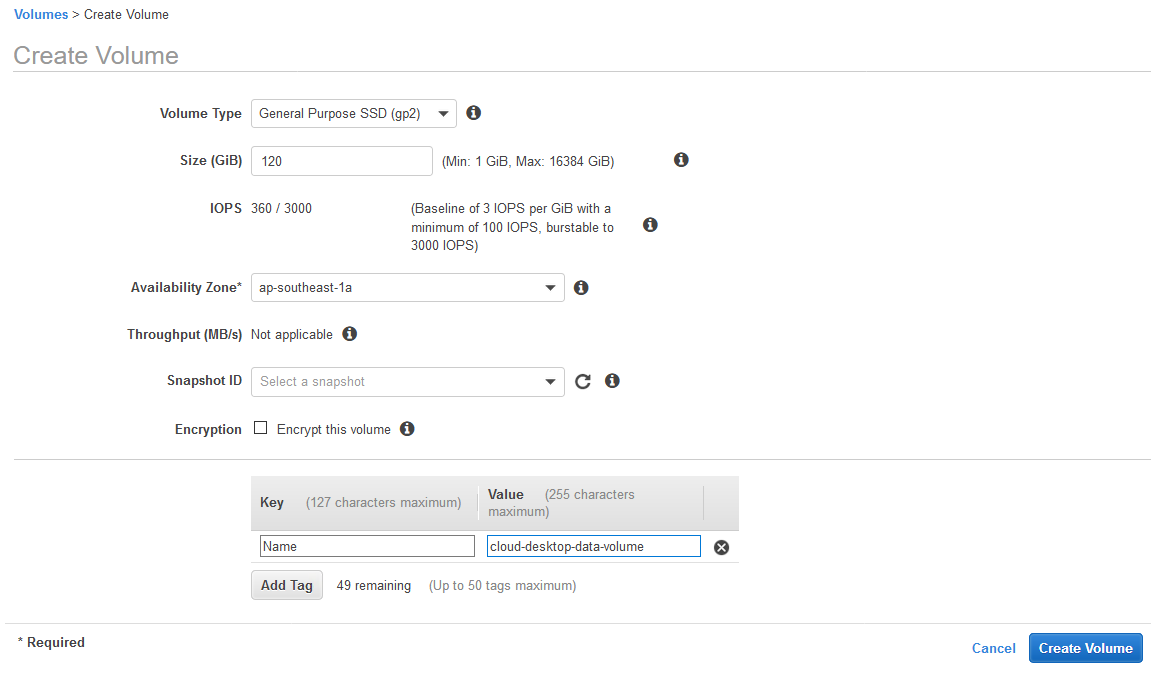 Volumes > Create Volume
Create Volume
Volume Type General Purpose SSD (gp2)
Size (GiB) 120 (Min: 1 GiB, Max: 16384 GiB)
IOPS 360 / 3000 (Baseline of 3 IOPS per GiB with a
minimum of 100 IOPS, burstable to
3000 IOPS)
Availability Zone* ap-southeast-1a
Throughput (MB/s) Not applicable
Snapshot ID Select a snapshot
Encryption Encrypt this volume
Key (127 characters maximum) Value (255 characters
maximum)
Name cloud-desktop-data-volume
Add Tag 49 remaining (Up to 50 tags maximum)
* Required
Cancel Create Volume